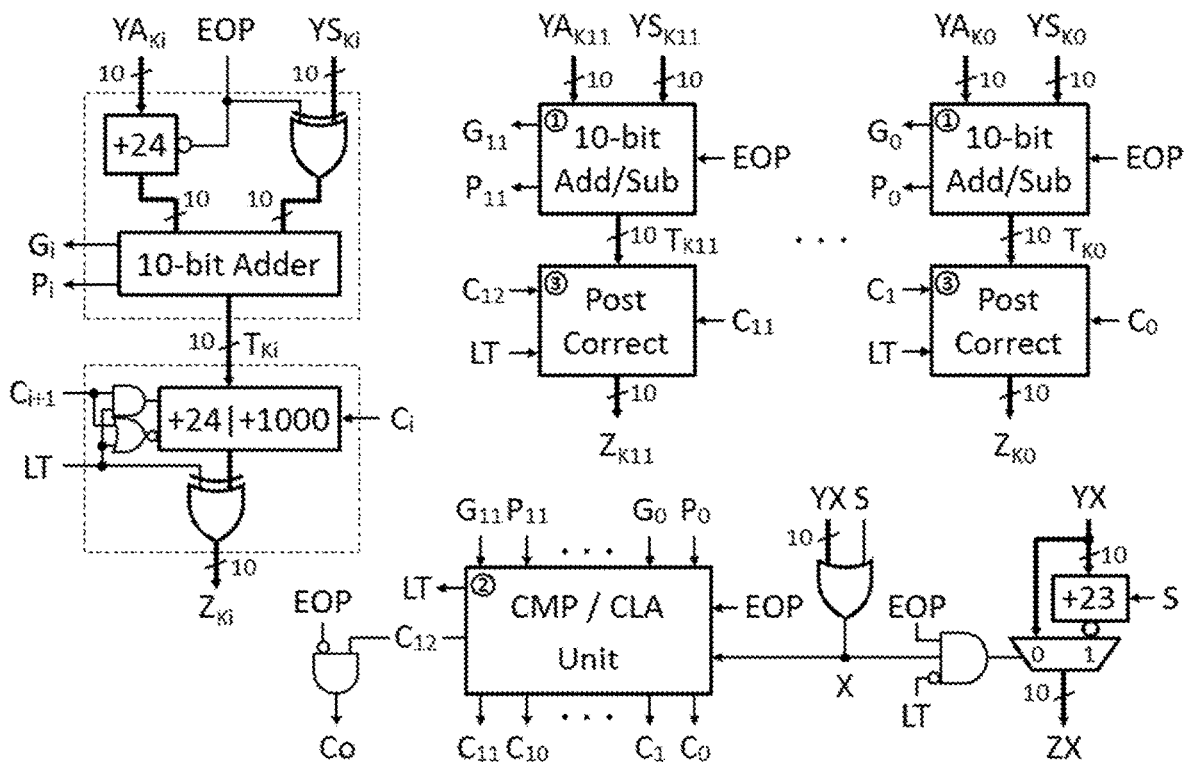 YA_Ki EOP YS_Ki
10 10
+24
10 10
G_i
P_i
10-bit Adder
10 T_Ki
C_i+1
+24 | +1000
C_i
LT
10
Z_Ki
YA_K11 YS_K11
10 10
G_11
P_11
① 10-bit
Add/Sub
EOP
10 T_K11
C_12
LT
③ Post
Correct
C_11
10
Z_K11
. . .
YA_K0 YS_K0
10 10
G_0
P_0
① 10-bit
Add/Sub
EOP
10 T_K0
C_1
LT
③ Post
Correct
C_0
10
Z_K0
G_11 P_11 . . . G_0 P_0
LT
② CMP / CLA
Unit
EOP
C_12
EOP
Co
C_11 C_10 . . . C_1 C_0
YX S
10
X
EOP
LT
YX
10
+23
S
0 1
10
ZX